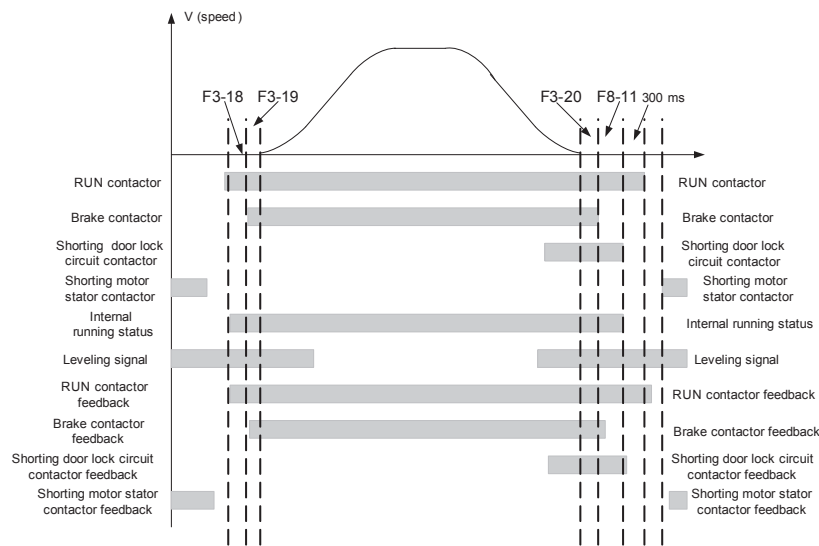 V (speed)
F3-18 F3-19 F3-20 F8-11 300 ms
RUN contactor RUN contactor
Brake contactor Brake contactor
Shorting door lock Shorting door lock
circuit contactor circuit contactor
Shorting motor Shorting motor
stator contactor stator contactor
Internal
running status Internal running status
Leveling signal Leveling signal
RUN contactor
feedback RUN contactor feedback
Brake contactor
feedback Brake contactor feedback
Shorting door lock circuit Shorting door lock circuit
contactor feedback contactor feedback
Shorting motor stator Shorting motor stator
contactor feedback contactor feedback